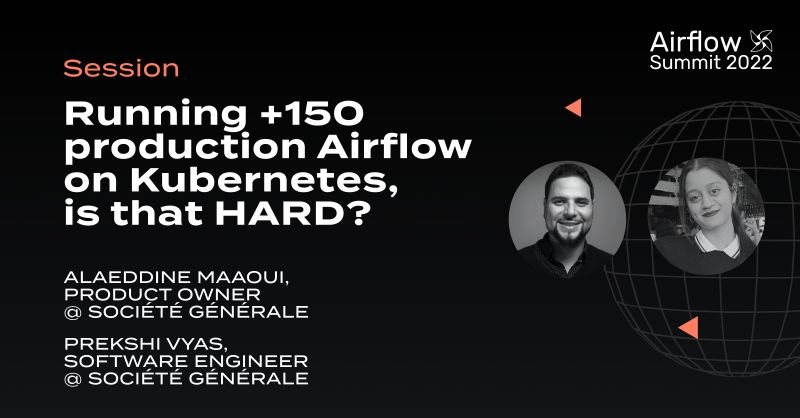 Airflow
Summit 2022
Session
Running +150
production Airflow
on Kubernetes,
is that HARD?
ALAEDDINE MAAOUI,
PRODUCT OWNER
@ SOCIÉTÉ GÉNÉRALE
PREKSHI VYAS,
SOFTWARE ENGINEER
@ SOCIÉTÉ GÉNÉRALE